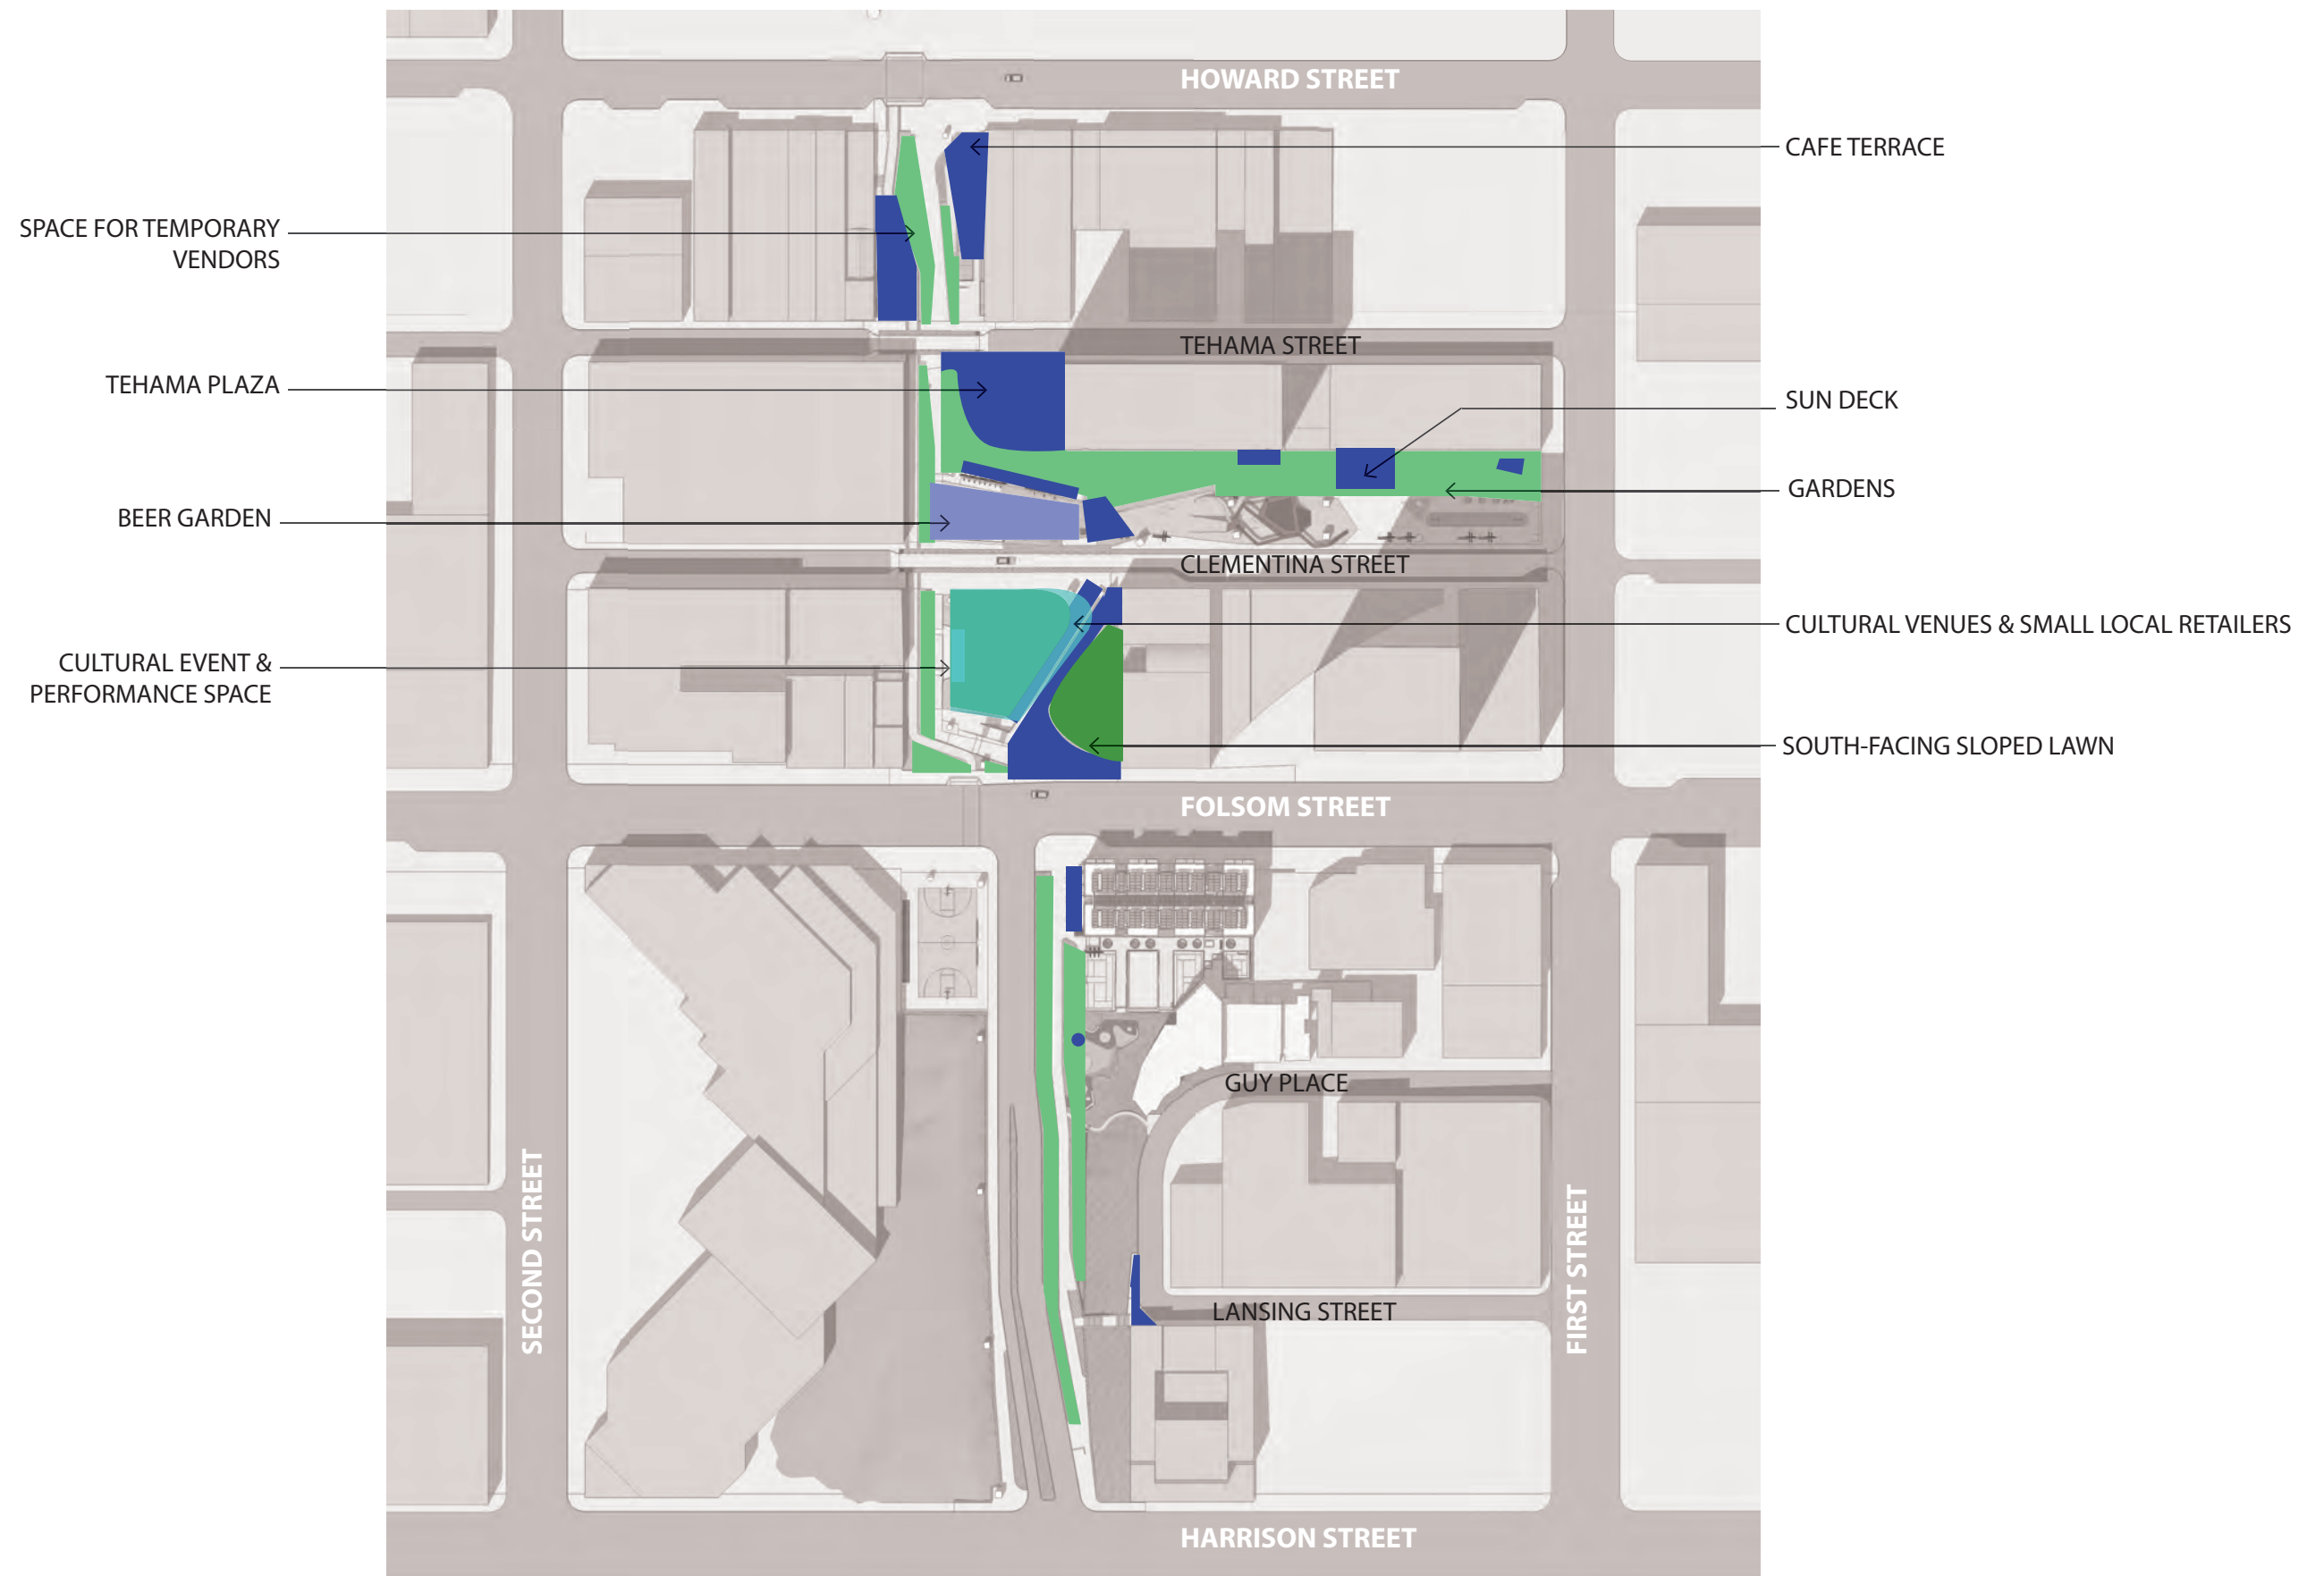 HOWARD STREET
CAFE TERRACE
SPACE FOR TEMPORARY
VENDORS
TEHAMA STREET
TEHAMA PLAZA
SUN DECK
GARDENS
BEER GARDEN
CLEMENTINA STREET
CULTURAL VENUES & SMALL LOCAL RETAILERS
CULTURAL EVENT &
PERFORMANCE SPACE
SOUTH-FACING SLOPED LAWN
FOLSOM STREET
GUY PLACE
SECOND STREET
FIRST STREET
LANSING STREET
HARRISON STREET